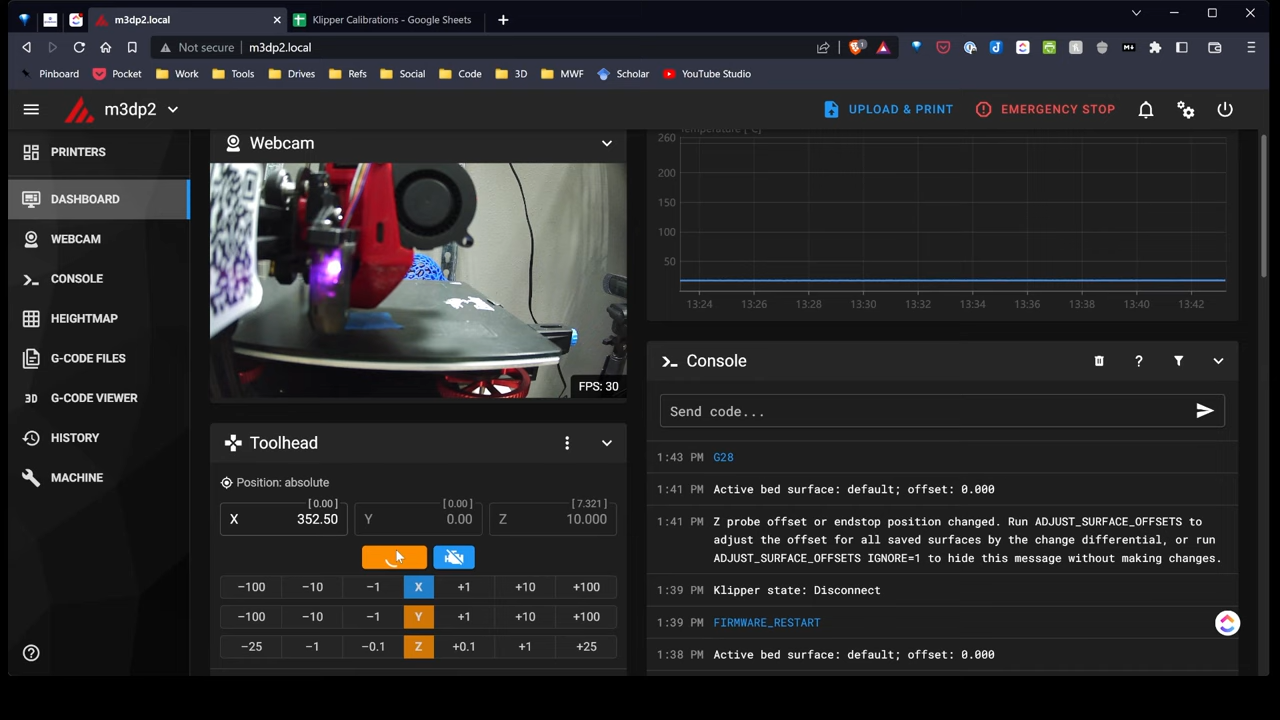 m3dp2.local
Klipper Calibrations - Google Sheets
Not secure
m3dp2.local
1
Pinboard
Pocket
Work
Tools
Drives
Refs
Social
Code
3D
MWF
Scholar
YouTube Studio
m3dp2
UPLOAD & PRINT
EMERGENCY STOP
PRINTERS
DASHBOARD
WEBCAM
CONSOLE
HEIGHTMAP
G-CODE FILES
3D G-CODE VIEWER
HISTORY
MACHINE
Webcam
FPS: 30
Toolhead
Position: absolute
[ 0.00 ]
X 352.50
[ 0.00 ]
Y 0.00
[ 7.321 ]
Z 10.000
−100 −10 −1 X +1 +10 +100
−100 −10 −1 Y +1 +10 +100
−25 −1 −0.1 Z +0.1 +1 +25
Temperature [°C]
260
200
150
100
50
13:24 13:26 13:28 13:30 13:32 13:34 13:36 13:38 13:40 13:42
Console
Send code...
1:43 PM G28
1:41 PM Active bed surface: default; offset: 0.000
1:41 PM Z probe offset or endstop position changed. Run ADJUST_SURFACE_OFFSETS to
adjust the offset for all saved surfaces by the change differential, or run
ADJUST_SURFACE_OFFSETS IGNORE=1 to hide this message without making changes.
1:39 PM Klipper state: Disconnect
1:39 PM FIRMWARE_RESTART
1:38 PM Active bed surface: default; offset: 0.000